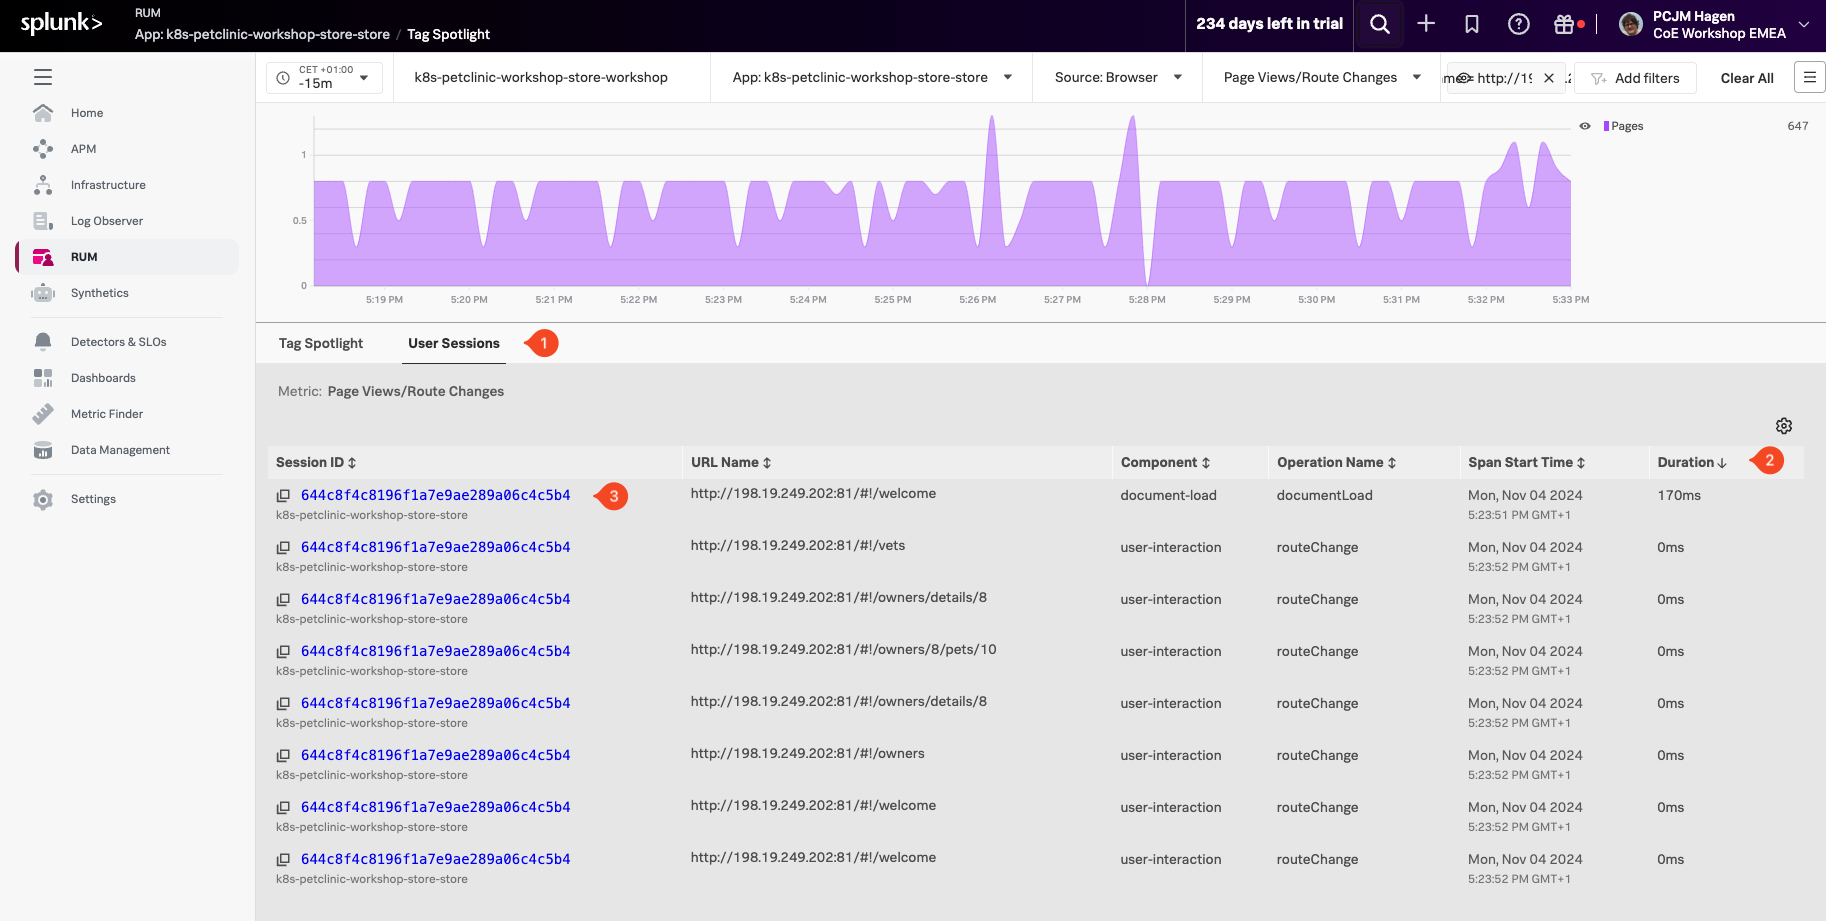 splunk>
RUM
App: k8s-petclinic-workshop-store-store / Tag Spotlight
234 days left in trial
PCJM Hagen
CoE Workshop EMEA
CET +01:00
-15m
k8s-petclinic-workshop-store-workshop
App: k8s-petclinic-workshop-store-store
Source: Browser
Page Views/Route Changes
http://19
Add filters
Clear All
Home
APM
Infrastructure
Log Observer
RUM
Synthetics
Detectors & SLOs
Dashboards
Metric Finder
Data Management
Settings
1
0.5
0
5:19 PM 5:20 PM 5:21 PM 5:22 PM 5:23 PM 5:24 PM 5:25 PM 5:26 PM 5:27 PM 5:28 PM 5:29 PM 5:30 PM 5:31 PM 5:32 PM 5:33 PM
Pages 647
Tag Spotlight User Sessions 1
Metric: Page Views/Route Changes
Session ID URL Name Component Operation Name Span Start Time Duration 2
644c8f4c8196f1a7e9ae289a06c4c5b4 3 http://198.19.249.202:81/#!/welcome document-load documentLoad Mon, Nov 04 2024 170ms
k8s-petclinic-workshop-store-store 5:23:51 PM GMT+1
644c8f4c8196f1a7e9ae289a06c4c5b4 http://198.19.249.202:81/#!/vets user-interaction routeChange Mon, Nov 04 2024 0ms
k8s-petclinic-workshop-store-store 5:23:52 PM GMT+1
644c8f4c8196f1a7e9ae289a06c4c5b4 http://198.19.249.202:81/#!/owners/details/8 user-interaction routeChange Mon, Nov 04 2024 0ms
k8s-petclinic-workshop-store-store 5:23:52 PM GMT+1
644c8f4c8196f1a7e9ae289a06c4c5b4 http://198.19.249.202:81/#!/owners/8/pets/10 user-interaction routeChange Mon, Nov 04 2024 0ms
k8s-petclinic-workshop-store-store 5:23:52 PM GMT+1
644c8f4c8196f1a7e9ae289a06c4c5b4 http://198.19.249.202:81/#!/owners/details/8 user-interaction routeChange Mon, Nov 04 2024 0ms
k8s-petclinic-workshop-store-store 5:23:52 PM GMT+1
644c8f4c8196f1a7e9ae289a06c4c5b4 http://198.19.249.202:81/#!/owners user-interaction routeChange Mon, Nov 04 2024 0ms
k8s-petclinic-workshop-store-store 5:23:52 PM GMT+1
644c8f4c8196f1a7e9ae289a06c4c5b4 http://198.19.249.202:81/#!/welcome user-interaction routeChange Mon, Nov 04 2024 0ms
k8s-petclinic-workshop-store-store 5:23:52 PM GMT+1
644c8f4c8196f1a7e9ae289a06c4c5b4 http://198.19.249.202:81/#!/welcome user-interaction routeChange Mon, Nov 04 2024 0ms
k8s-petclinic-workshop-store-store 5:23:52 PM GMT+1